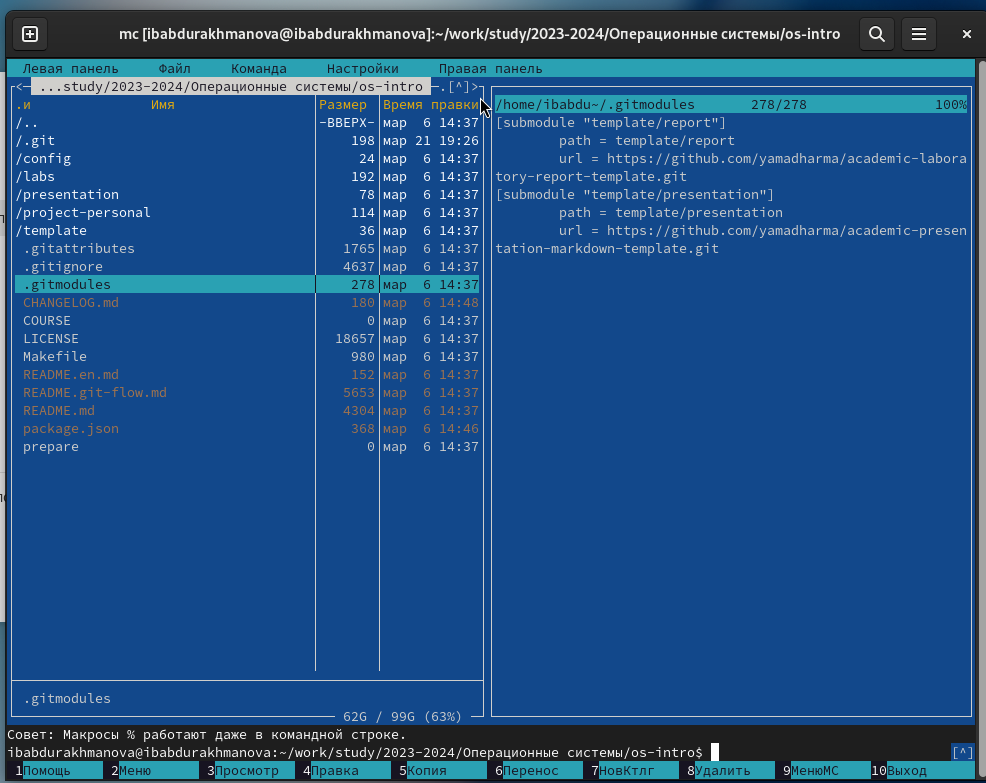 mc [ibabdurakhmanova@ibabdurakhmanova]:~/work/study/2023-2024/Операционные системы/os-intro
Левая панель Файл Команда Настройки Правая панель
<─ ...study/2023-2024/Операционные системы/os-intro ─.[^]>
.и Имя Размер Время правки
/.. -ВВЕРХ- мар 6 14:37
/.git 198 мар 21 19:26
/config 24 мар 6 14:37
/labs 192 мар 6 14:37
/presentation 78 мар 6 14:37
/project-personal 114 мар 6 14:37
/template 36 мар 6 14:37
.gitattributes 1765 мар 6 14:37
.gitignore 4637 мар 6 14:37
.gitmodules 278 мар 6 14:37
CHANGELOG.md 180 мар 6 14:48
COURSE 0 мар 6 14:37
LICENSE 18657 мар 6 14:37
Makefile 980 мар 6 14:37
README.en.md 152 мар 6 14:37
README.git-flow.md 5653 мар 6 14:37
README.md 4304 мар 6 14:37
package.json 368 мар 6 14:46
prepare 0 мар 6 14:37
.gitmodules
62G / 99G (63%)
/home/ibabdu~/.gitmodules 278/278 100%
[submodule "template/report"]
path = template/report
url = https://github.com/yamadharma/academic-labora
tory-report-template.git
[submodule "template/presentation"]
path = template/presentation
url = https://github.com/yamadharma/academic-presen
tation-markdown-template.git
Совет: Макросы % работают даже в командной строке.
ibabdurakhmanova@ibabdurakhmanova:~/work/study/2023-2024/Операционные системы/os-intro$ [^]
1Помощь 2Меню 3Просмотр 4Правка 5Копия 6Перенос 7НовКтлг 8Удалить 9МенюМС 10Выход